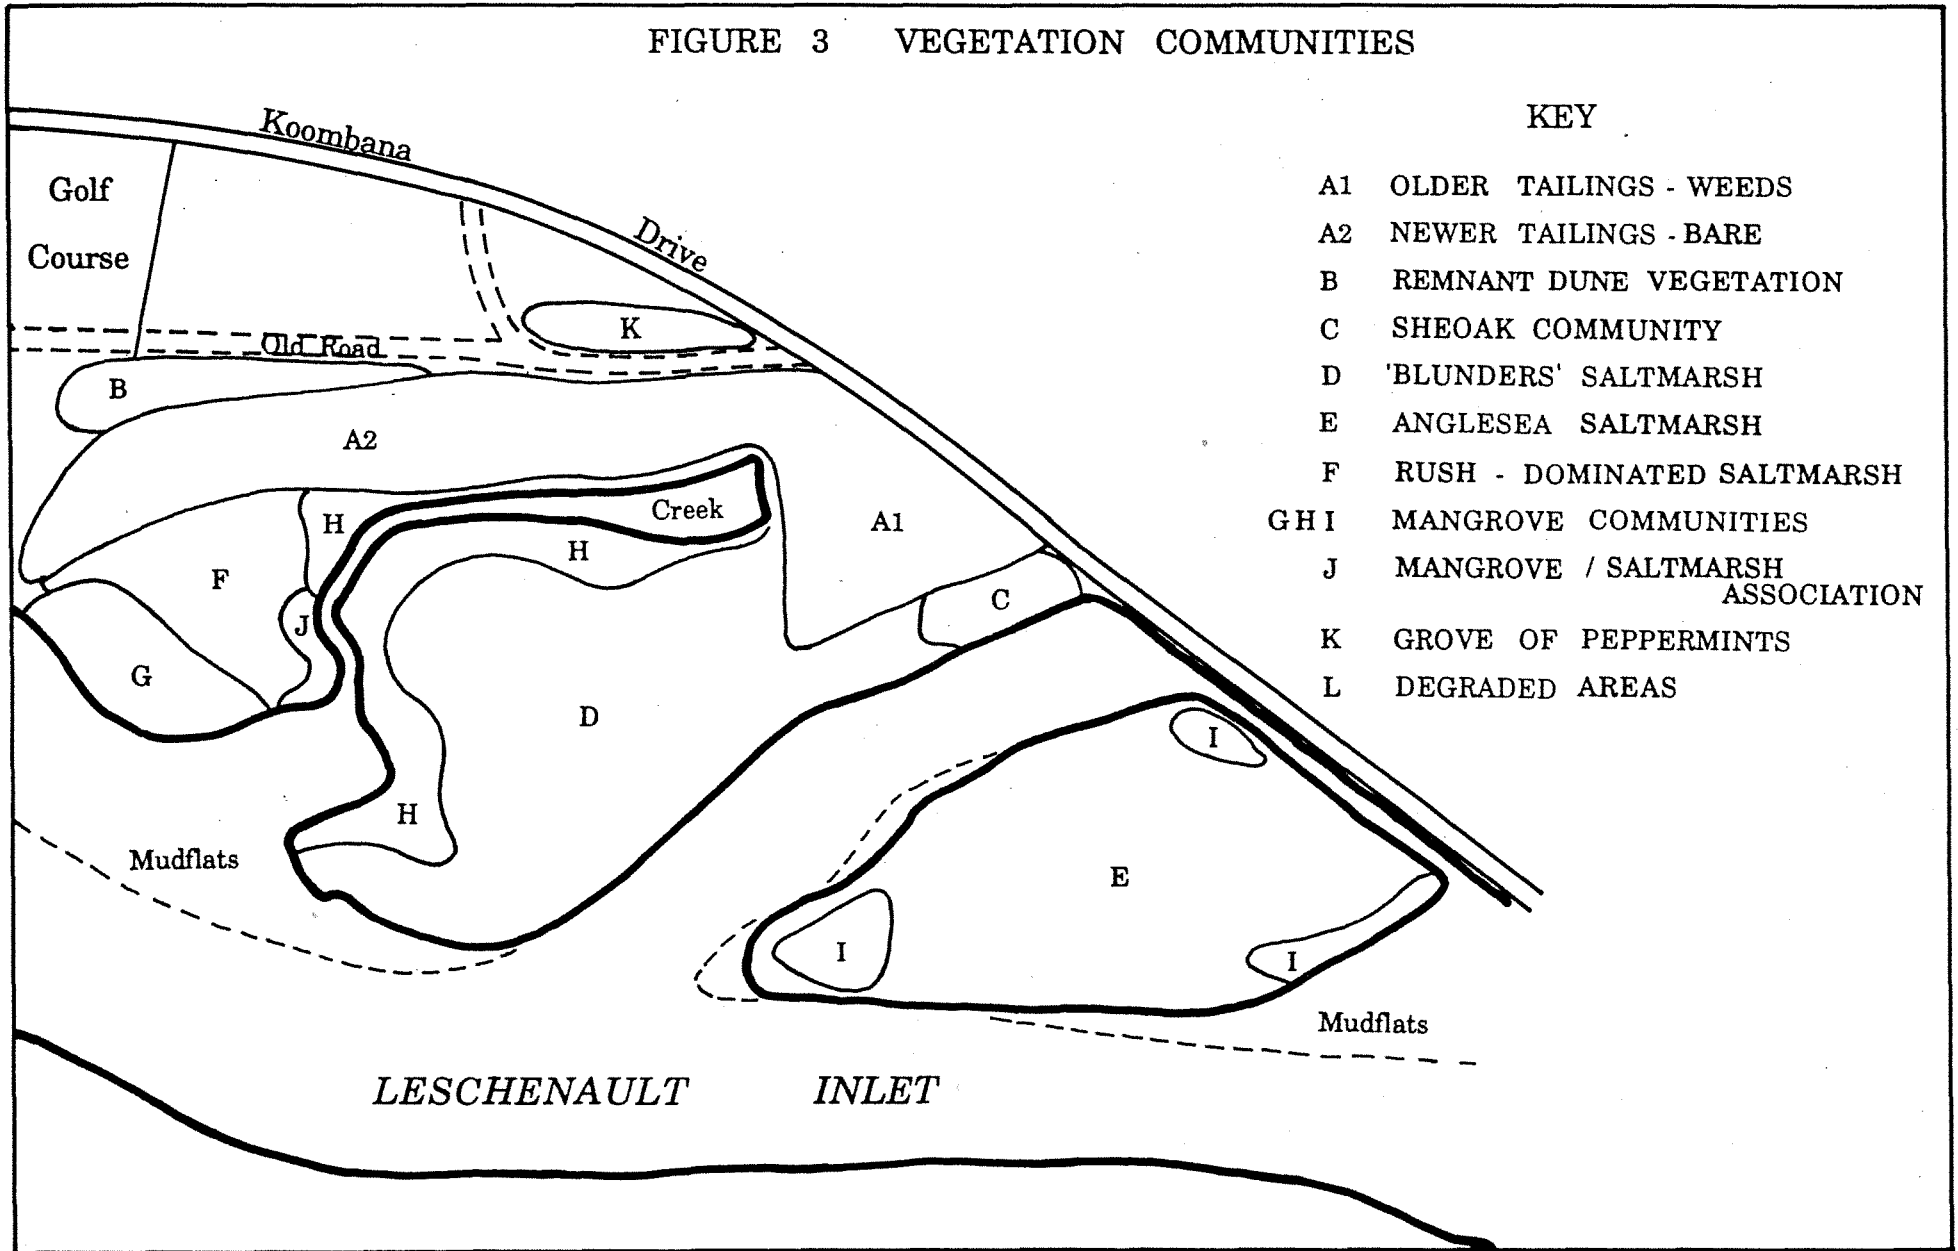 FIGURE 3 VEGETATION COMMUNITIES
KEY
A1 OLDER TAILINGS - WEEDS
A2 NEWER TAILINGS - BARE
B REMNANT DUNE VEGETATION
C SHEOAK COMMUNITY
D 'BLUNDERS' SALTMARSH
E ANGLESEA SALTMARSH
F RUSH - DOMINATED SALTMARSH
G H I MANGROVE COMMUNITIES
J MANGROVE / SALTMARSH
ASSOCIATION
K GROVE OF PEPPERMINTS
L DEGRADED AREAS
Koombana
Drive
Golf
Course
K
Old Road
B
A2
Creek
A1
H
H
F
C
J
G
D
I
H
Mudflats
E
I
I
Mudflats
LESCHENAULT INLET